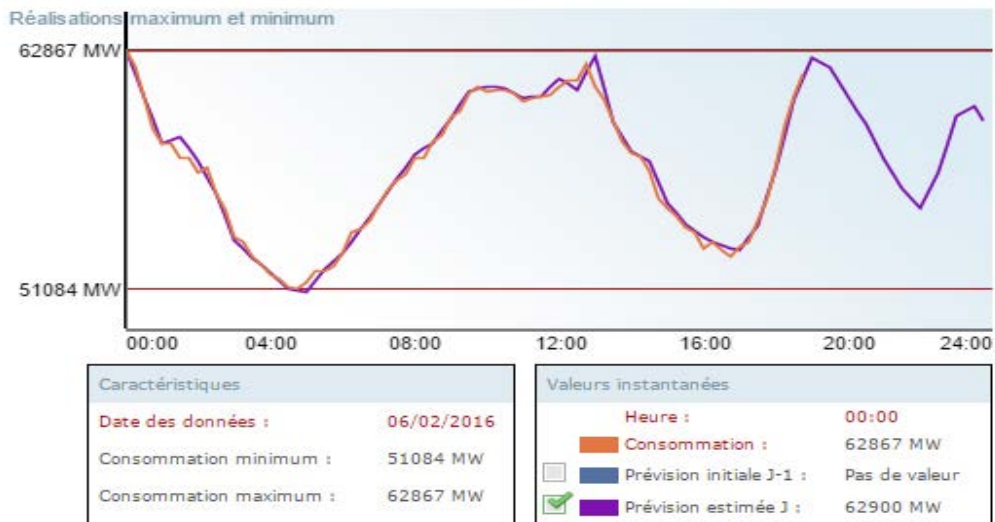 Réalisations maximum et minimum
62867 MW
51084 MW
00:00 04:00 08:00 12:00 16:00 20:00 24:00
Caractéristiques
Date des données : 06/02/2016
Consommation minimum : 51084 MW
Consommation maximum : 62867 MW
Valeurs instantanées
Heure : 00:00
Consommation : 62867 MW
Prévision initiale J-1 : Pas de valeur
Prévision estimée J : 62900 MW